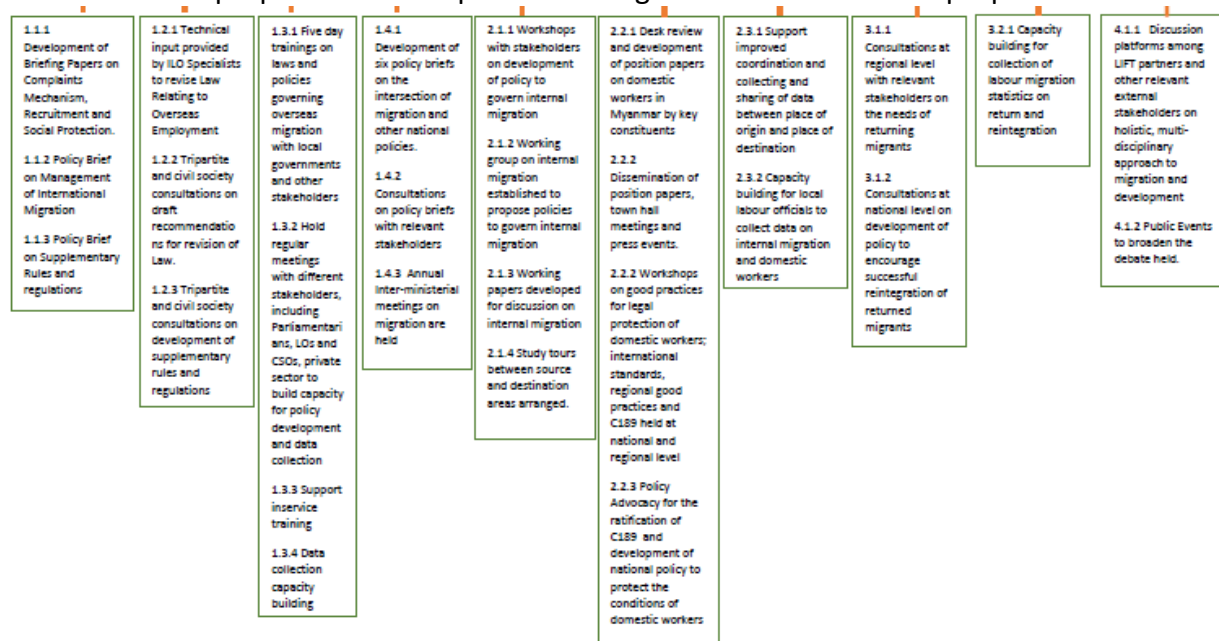 1.1.1
Development of
Briefing Papers on
Complaints
Mechanism,
Recruitment and
Social Protection.
1.1.2 Policy Brief
on Management
of International
Migration
1.1.3 Policy Brief
on Supplementary
Rules and
regulations
1.2.1 Technical
input provided
by ILO Specialists
to revise Law
Relating to
Overseas
Employment
1.2.2 Tripartite
and civil society
consultations on
draft
recommendatio
ns for revision of
Law.
1.2.3 Tripartite
and civil society
consultations on
development of
supplementary
rules and
regulations
1.3.1 Five day
trainings on
laws and
policies
governing
overseas
migration
with local
governments
and other
stakeholders
1.3.2 Hold
regular
meetings
with different
stakeholders,
including
Parliamentari
ans, LOs and
CSOs, private
sector to
build capacity
for policy
development
and data
collection
1.3.3 Support
inservice
training
1.3.4 Data
collection
capacity
building
1.4.1
Development of
six policy briefs
on the
intersection of
migration and
other national
policies.
1.4.2
Consultations
on policy briefs
with relevant
stakeholders
1.4.3 Annual
Inter-ministerial
meetings on
migration are
held
2.1.1 Workshops
with stakeholders
on development
of policy to
govern internal
migration
2.1.2 Working
group on internal
migration
established to
propose policies
to govern internal
migration
2.1.3 Working
papers developed
for discussion on
internal migration
2.1.4 Study tours
between source
and destination
areas arranged.
2.2.1 Desk review
and development
of position papers
on domestic
workers in
Myanmar by key
constituents
2.2.2
Dissemination of
position papers,
town hall
meetings and
press events.
2.2.2 Workshops
on good practices
for legal
protection of
domestic workers;
international
standards,
regional good
practices and
C189 held at
national and
regional level
2.2.3 Policy
Advocacy for the
ratification of
C189 and
development of
national policy to
protect the
conditions of
domestic workers
2.3.1 Support
improved
coordination and
collecting and
sharing of data
between place of
origin and place of
destination
2.3.2 Capacity
building for local
labour officials to
collect data on
internal migration
and domestic
workers
3.1.1
Consultations at
regional level
with relevant
stakeholders on
the needs of
returning
migrants
3.1.2
Consultations at
national level on
development of
policy to
encourage
successful
reintegration of
returned
migrants
3.2.1 Capacity
building for
collection of
labour migration
statistics on
return and
reintegration
4.1.1 Discussion
platforms among
LIFT partners and
other relevant
external
stakeholders on
holistic, multi-
disciplinary
approach to
migration and
development
4.1.2 Public Events
to broaden the
debate held.